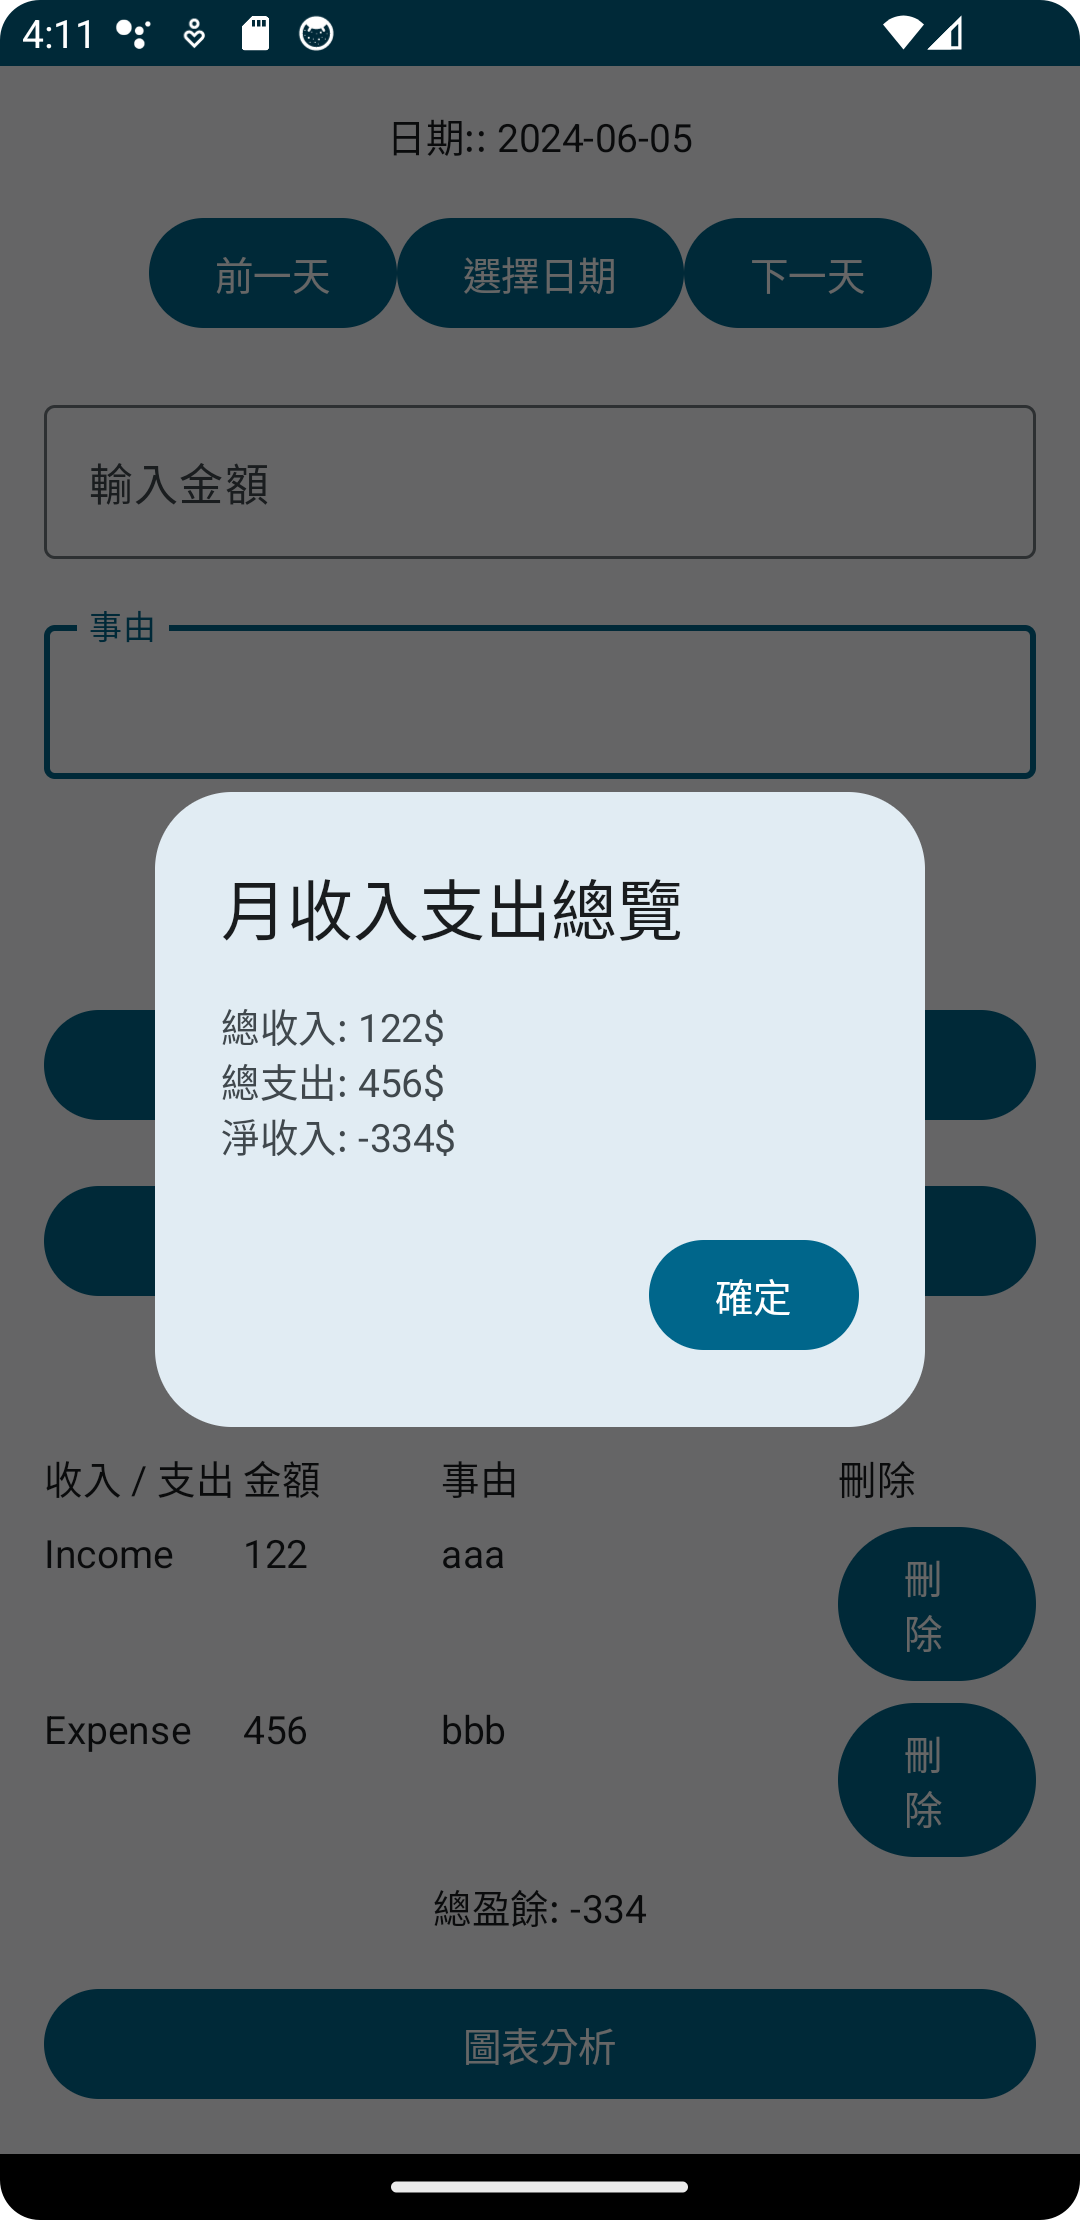 4:11
日期:: 2024-06-05
前一天 選擇日期 下一天
輸入金額
事由
月收入支出總覽
總收入: 122$
總支出: 456$
淨收入: -334$
確定
收入 / 支出 金額 事由 刪除
Income 122 aaa
刪
除
Expense 456 bbb
刪
除
總盈餘: -334
圖表分析